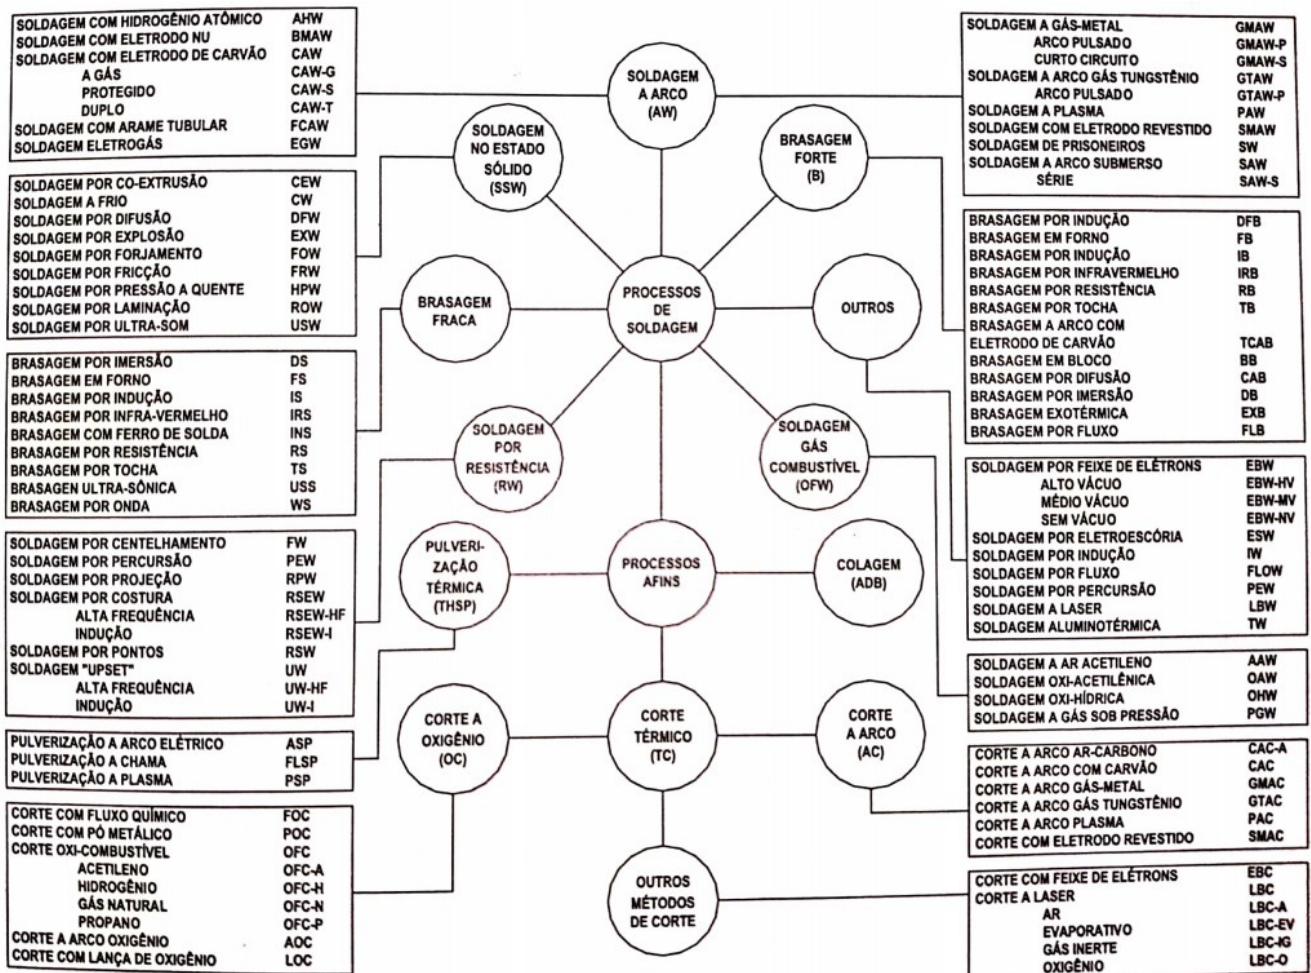 SOLDAGEM COM HIDROGÊNIO ATÔMICO AHW
SOLDAGEM COM ELETRODO NU BMAW
SOLDAGEM COM ELETRODO DE CARVÃO CAW
A GÁS CAW-G
PROTEGIDO CAW-S
DUPLO CAW-T
SOLDAGEM COM ARAME TUBULAR FCAW
SOLDAGEM ELETROGÁS EGW
SOLDAGEM POR CO-EXTRUSÃO CEW
SOLDAGEM A FRIO CW
SOLDAGEM POR DIFUSÃO DFW
SOLDAGEM POR EXPLOSÃO EXW
SOLDAGEM POR FORJAMENTO FOW
SOLDAGEM POR FRICÇÃO FRW
SOLDAGEM POR PRESSÃO A QUENTE HPW
SOLDAGEM POR LAMINAÇÃO ROW
SOLDAGEM POR ULTRA-SOM USW
BRASAGEM POR IMERSÃO DS
BRASAGEM EM FORNO FS
BRASAGEM POR INDUÇÃO IS
BRASAGEM POR INFRA-VERMELHO IRS
BRASAGEM COM FERRO DE SOLDA INS
BRASAGEM POR RESISTÊNCIA RS
BRASAGEM POR TOCHA TS
BRASAGEN ULTRA-SÔNICA USS
BRASAGEM POR ONDA WS
SOLDAGEM POR CENTELHAMENTO FW
SOLDAGEM POR PERCURSÃO PEW
SOLDAGEM POR PROJEÇÃO RPW
SOLDAGEM POR COSTURA RSEW
ALTA FREQUÊNCIA RSEW-HF
INDUÇÃO RSEW-I
SOLDAGEM POR PONTOS RSW
SOLDAGEM "UPSET" UW
ALTA FREQUÊNCIA UW-HF
INDUÇÃO UW-I
PULVERIZAÇÃO A ARCO ELÉTRICO ASP
PULVERIZAÇÃO A CHAMA FLSP
PULVERIZAÇÃO A PLASMA PSP
CORTE COM FLUXO QUÍMICO FOC
CORTE COM PÓ METÁLICO POC
CORTE OXI-COMBUSTÍVEL OFC
ACETILENO OFC-A
HIDROGÊNIO OFC-H
GÁS NATURAL OFC-N
PROPANO OFC-P
CORTE A ARCO OXIGÊNIO AOC
CORTE COM LANÇA DE OXIGÊNIO LOC
SOLDAGEM
A ARCO
(AW)
SOLDAGEM
NO ESTADO
SÓLIDO
(SSW)
BRASAGEM
FORTE
(B)
BRASAGEM
FRACA
PROCESSOS
DE
SOLDAGEM
OUTROS
SOLDAGEM
POR
RESISTÊNCIA
(RW)
SOLDAGEM
GÁS
COMBUSTÍVEL
(OFW)
PULVERI-
ZAÇÃO
TÉRMICA
(THSP)
PROCESSOS
AFINS
COLAGEM
(ADB)
CORTE A
OXIGÊNIO
(OC)
CORTE
TÉRMICO
(TC)
CORTE
A ARCO
(AC)
OUTROS
MÉTODOS
DE CORTE
SOLDAGEM A GÁS-METAL GMAW
ARCO PULSADO GMAW-P
CURTO CIRCUITO GMAW-S
SOLDAGEM A ARCO GÁS TUNGSTÊNIO GTAW
ARCO PULSADO GTAW-P
SOLDAGEM A PLASMA PAW
SOLDAGEM COM ELETRODO REVESTIDO SMAW
SOLDAGEM DE PRISONEIROS SW
SOLDAGEM A ARCO SUBMERSO SAW
SÉRIE SAW-S
BRASAGEM POR INDUÇÃO DFB
BRASAGEM EM FORNO FB
BRASAGEM POR INDUÇÃO IB
BRASAGEM POR INFRAVERMELHO IRB
BRASAGEM POR RESISTÊNCIA RB
BRASAGEM POR TOCHA TB
BRASAGEM A ARCO COM
ELETRODO DE CARVÃO TCAB
BRASAGEM EM BLOCO BB
BRASAGEM POR DIFUSÃO CAB
BRASAGEM POR IMERSÃO DB
BRASAGEM EXOTÉRMICA EXB
BRASAGEM POR FLUXO FLB
SOLDAGEM POR FEIXE DE ELÉTRONS EBW
ALTO VÁCUO EBW-HV
MÉDIO VÁCUO EBW-MV
SEM VÁCUO EBW-NV
SOLDAGEM POR ELETROESCÓRIA ESW
SOLDAGEM POR INDUÇÃO IW
SOLDAGEM POR FLUXO FLOW
SOLDAGEM POR PERCURSÃO PEW
SOLDAGEM A LASER LBW
SOLDAGEM ALUMINOTÉRMICA TW
SOLDAGEM A AR ACETILENO AAW
SOLDAGEM OXI-ACETILÊNICA OAW
SOLDAGEM OXI-HÍDRICA OHW
SOLDAGEM A GÁS SOB PRESSÃO PGW
CORTE A ARCO AR-CARBONO CAC-A
CORTE A ARCO COM CARVÃO CAC
CORTE A ARCO GÁS-METAL GMAC
CORTE A ARCO GÁS TUNGSTÊNIO GTAC
CORTE A ARCO PLASMA PAC
CORTE COM ELETRODO REVESTIDO SMAC
CORTE COM FEIXE DE ELÉTRONS EBC
CORTE A LASER LBC
AR LBC-A
EVAPORATIVO LBC-EV
GÁS INERTE LBC-IG
OXIGÊNIO LBC-O